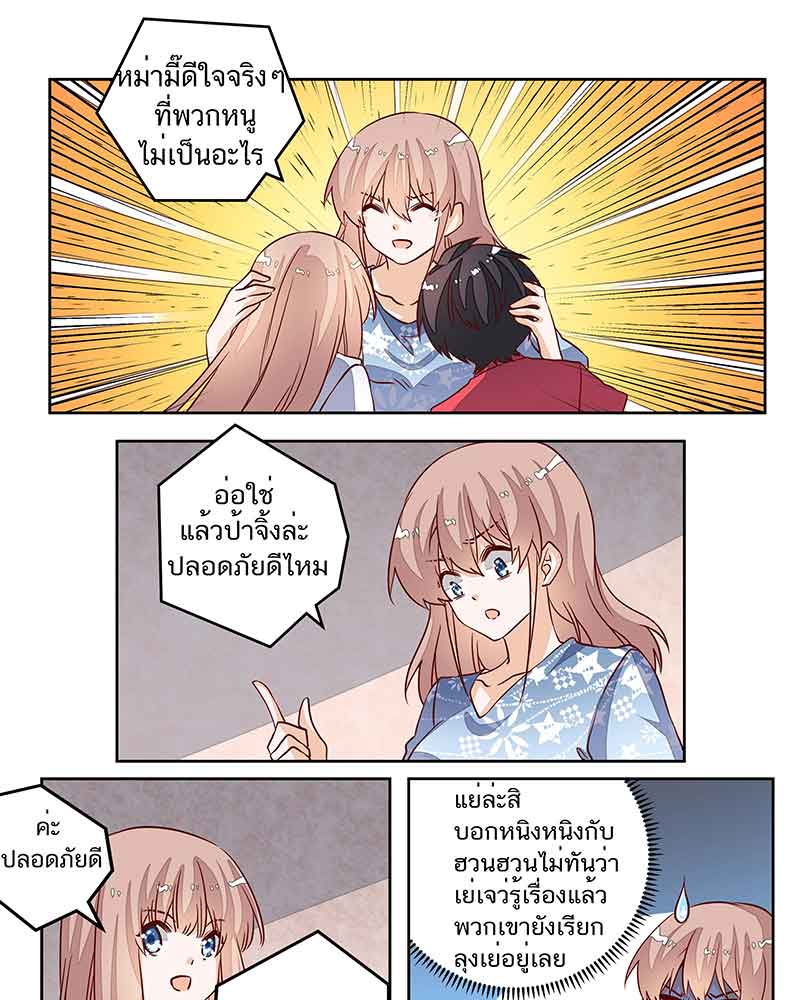 หม่ามี๊ดีใจจริงๆ
ที่พวกหนู
ไม่เป็นอะไร
อ่อใช่
แล้วป้าจิ้งล่ะ
ปลอดภัยดีไหม
ค่ะ
ปลอดภัยดี
แย่ล่ะสิ
บอกหนิงหนิงกับ
ฮวนฮวนไม่ทันว่า
เย่เจว๋รู้เรื่องแล้ว
พวกเขายังเรียก
ลุงเย่อยู่เลย